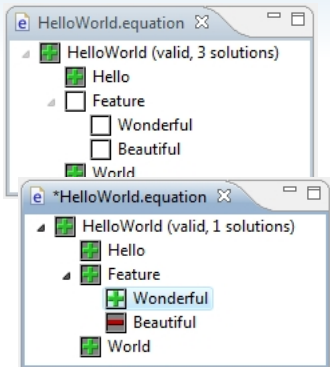 HelloWorld.equation
HelloWorld (valid, 3 solutions)
Hello
Feature
Wonderful
Beautiful
World
*HelloWorld.equation
HelloWorld (valid, 1 solutions)
Hello
Feature
Wonderful
Beautiful
World